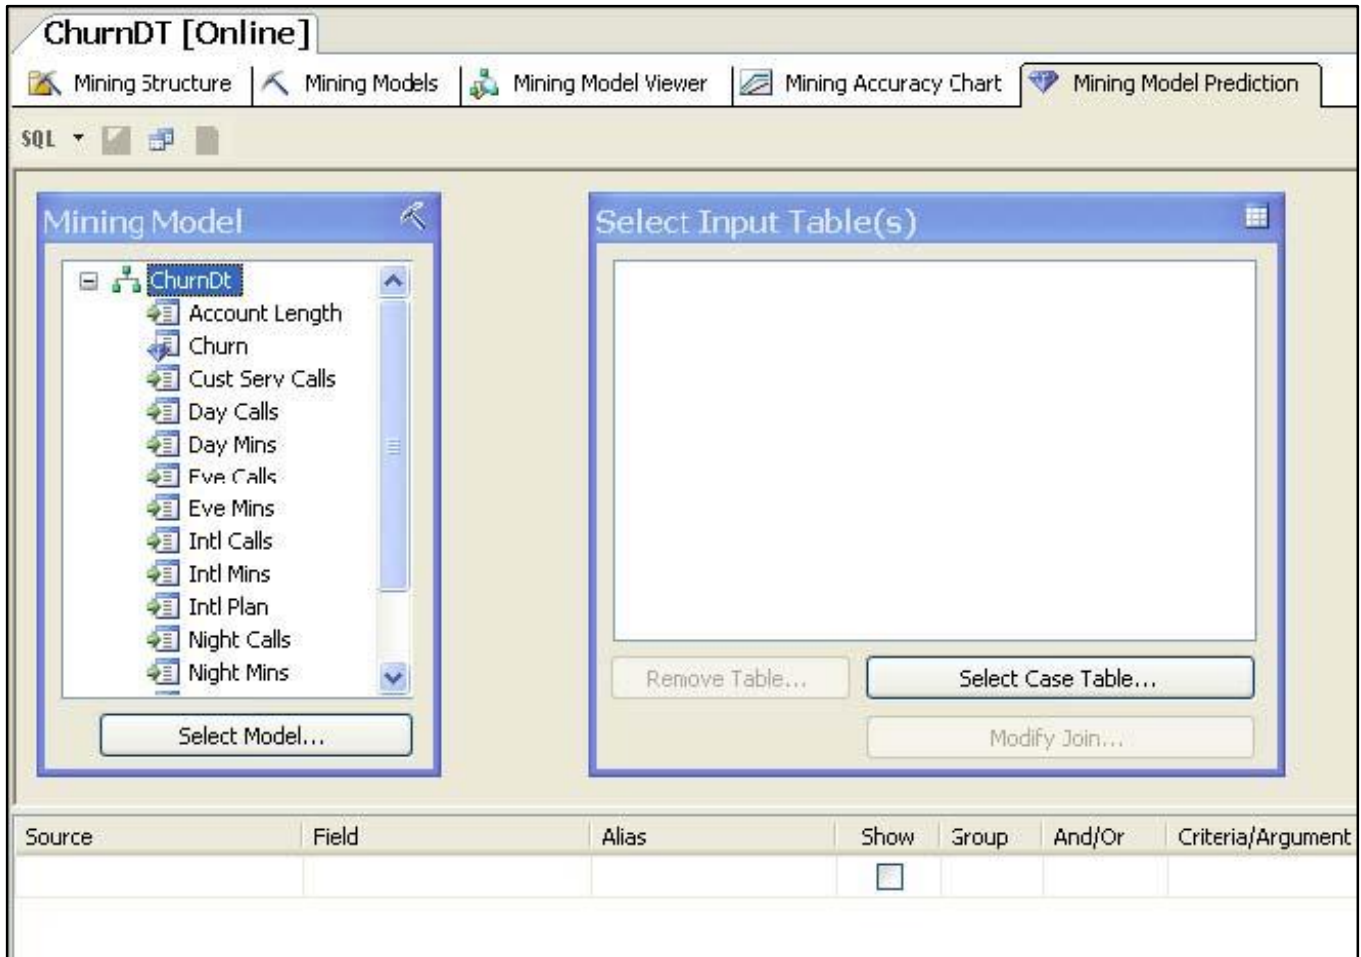 ChurnDT [Online]
Mining Structure Mining Models Mining Model Viewer Mining Accuracy Chart Mining Model Prediction
SQL
Mining Model
ChurnDt
Account Length
Churn
Cust Serv Calls
Day Calls
Day Mins
Eve Calls
Eve Mins
Intl Calls
Intl Mins
Intl Plan
Night Calls
Night Mins
Select Model...
Select Input Table(s)
Remove Table...
Select Case Table...
Modify Join...
Source Field Alias Show Group And/Or Criteria/Argument